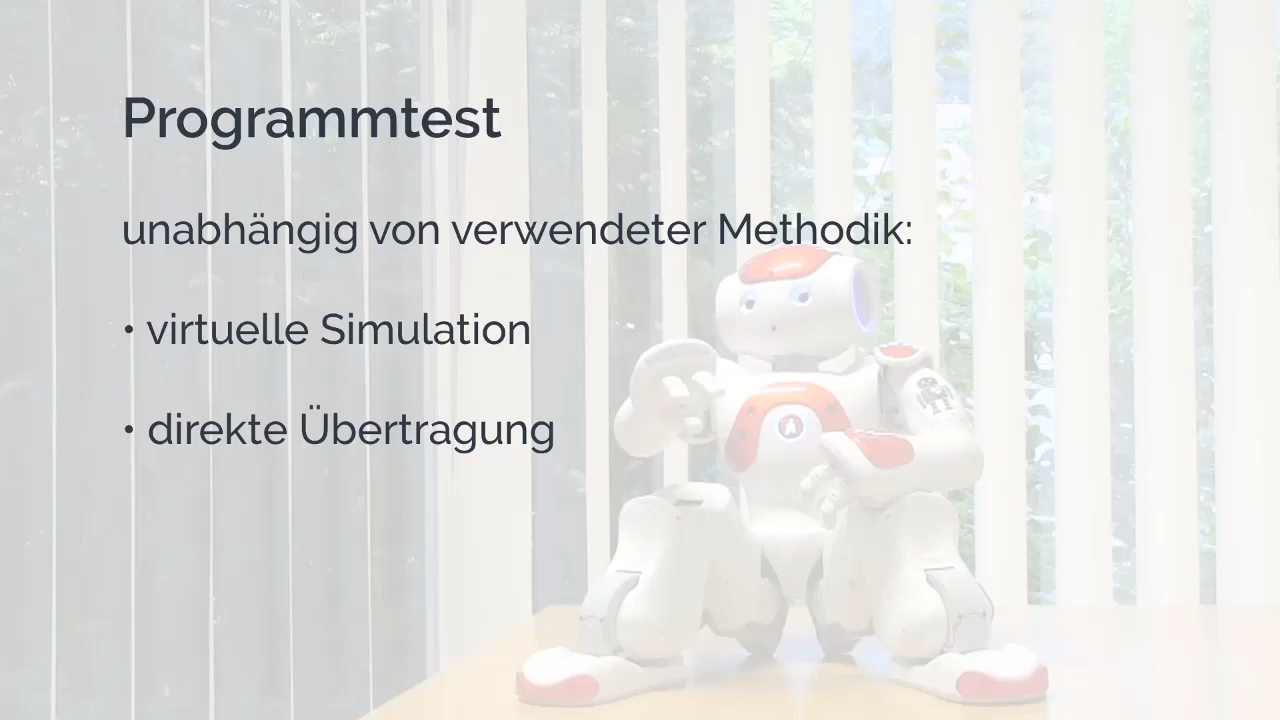 Programmtest
unabhängig von verwendeter Methodik:
• virtuelle Simulation
• direkte Übertragung